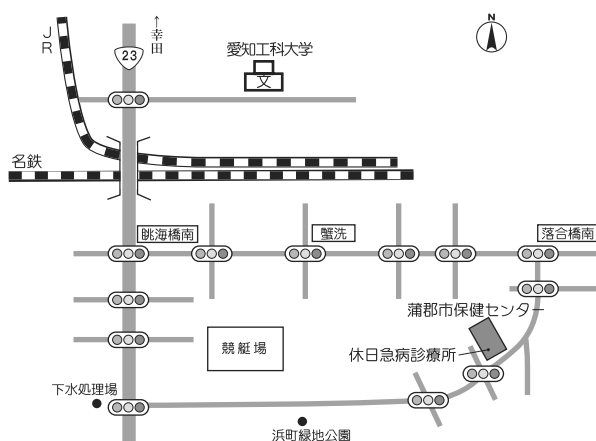 JR
↑幸田
23
愛知工科大学
文
N
名鉄
眺海橋南
蟹洗
落合橋南
蒲郡市保健センター
競艇場
休日急病診療所
下水処理場
浜町緑地公園